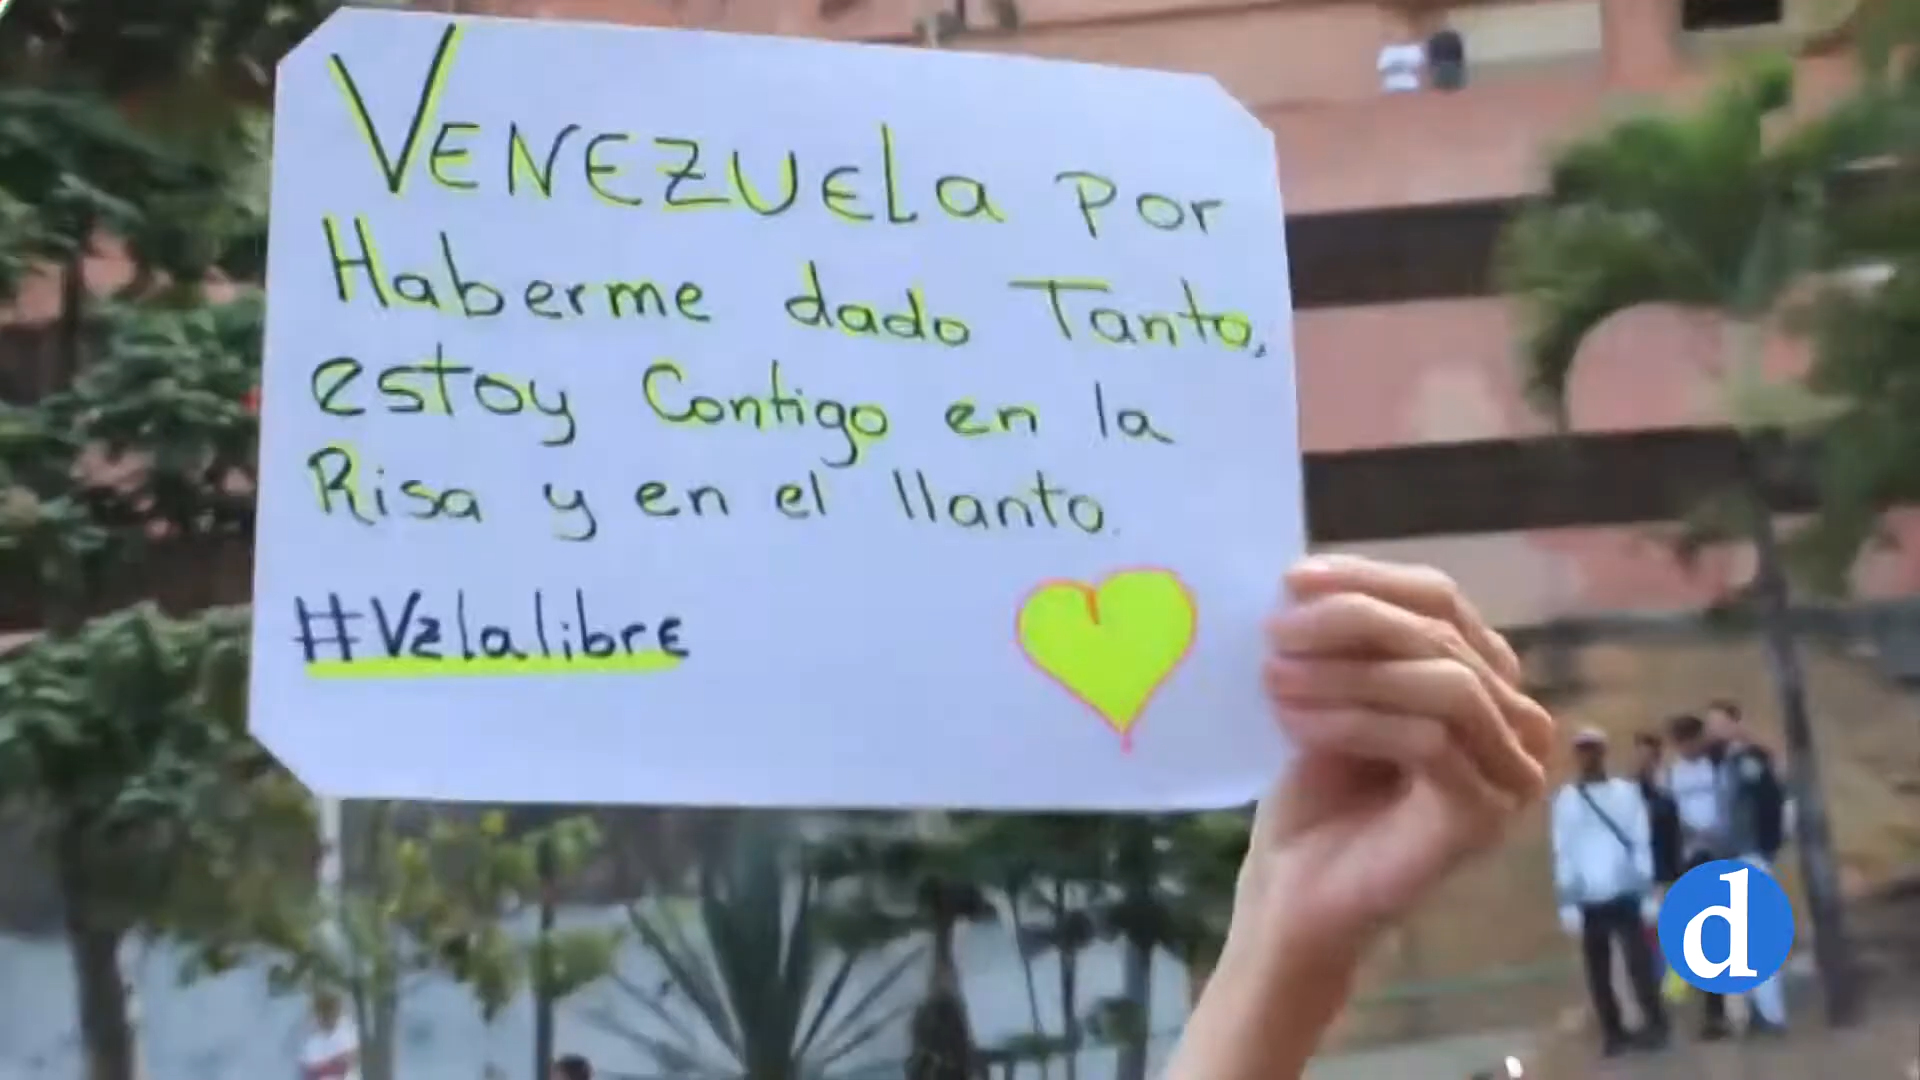 VENEZUEla Por
Haberme dado Tanto,
estoy Contigo en la
Risa y en el llanto.
#Vzlalibre
d